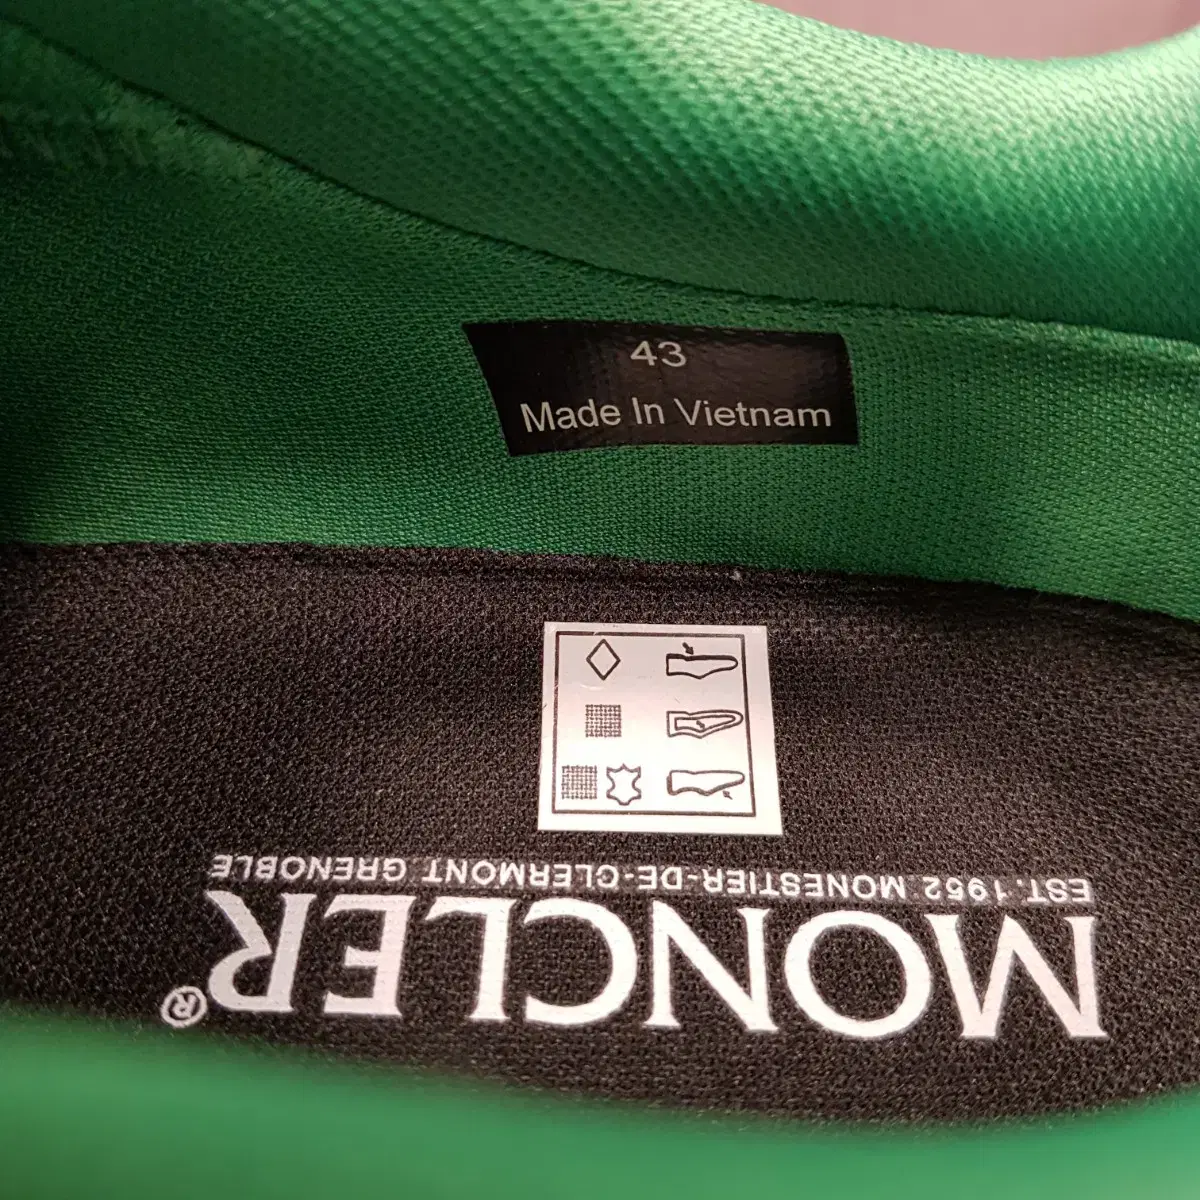 43
Made In Vietnam
MONCLER®
EST. 1952 MONESTIER-DE-CLERMONT. GRENOBLE